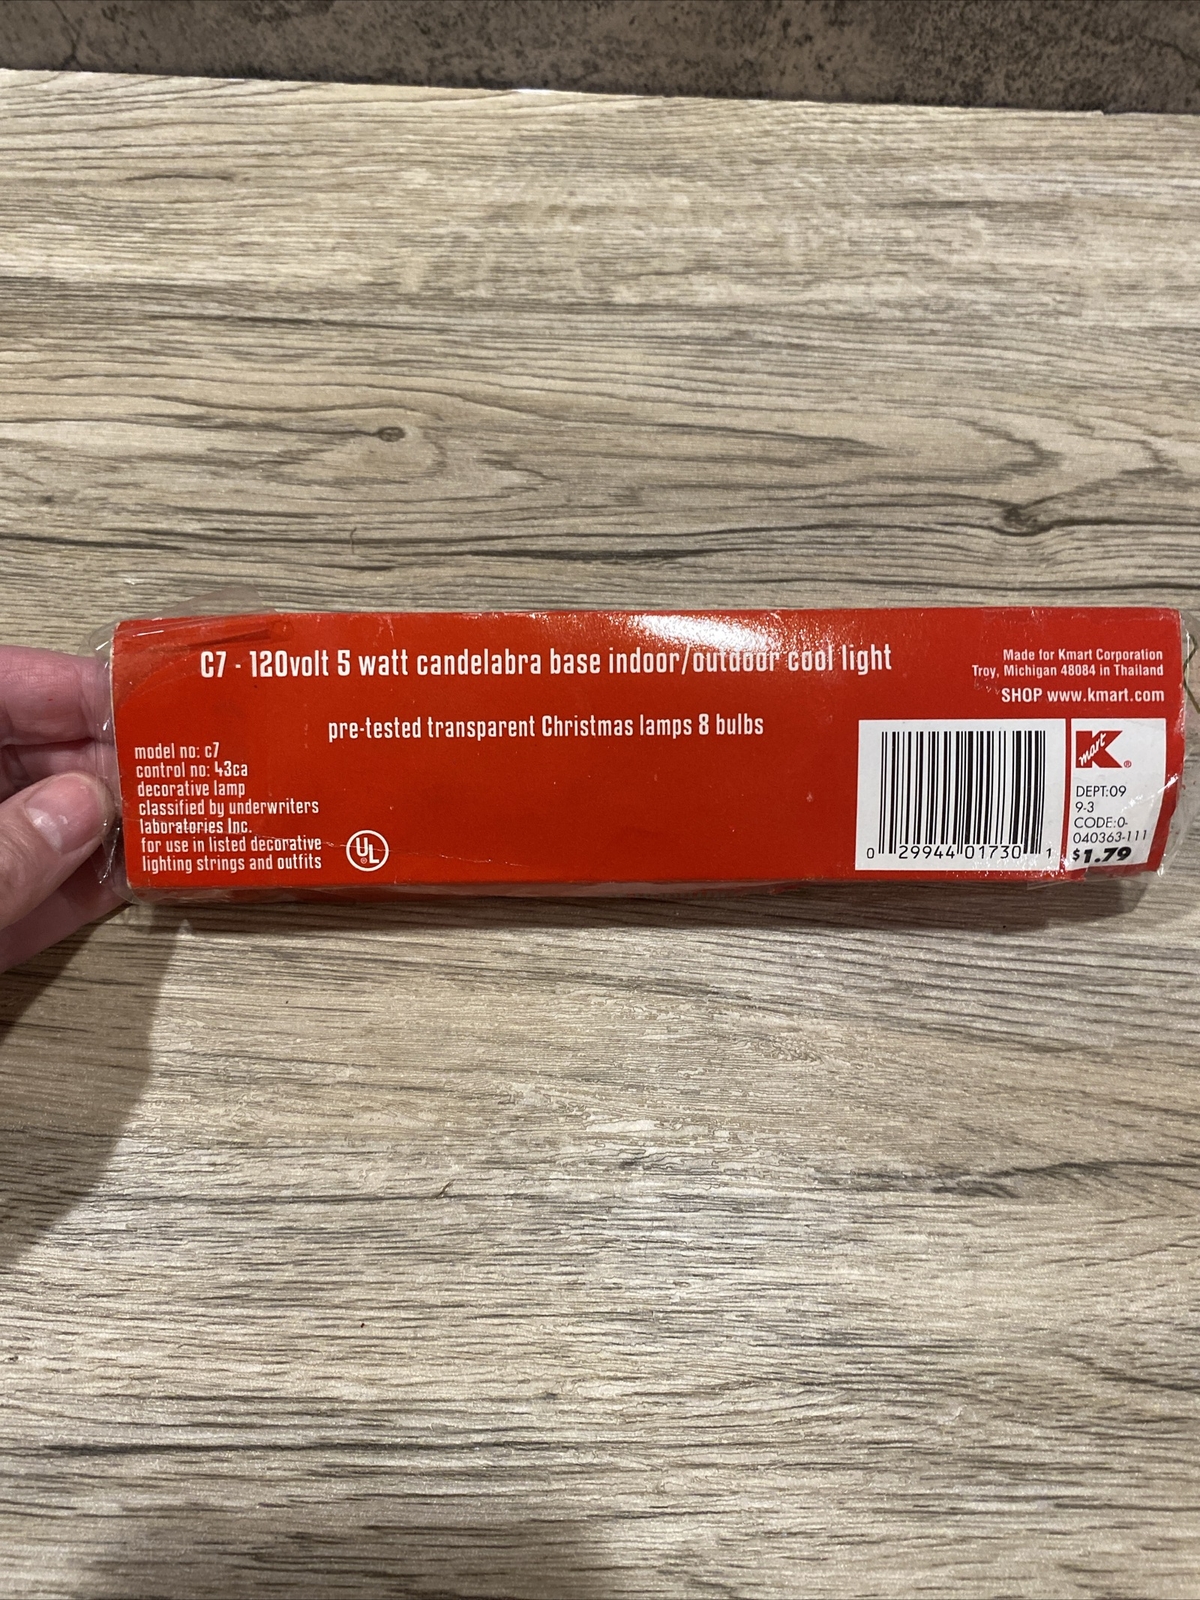 C7 - 120volt 5 watt candelabra base indoor/outdoor cool light
pre-tested transparent Christmas lamps 8 bulbs
model no: c7
control no: 43ca
decorative lamp
classified by underwriters
laboratories Inc.
for use in listed decorative
lighting strings and outfits
UL
Made for Kmart Corporation
Troy, Michigan 48084 in Thailand
SHOP www.kmart.com
0 29944 01730 1
Kmart®
DEPT:09
9-3
CODE:0-
040363-111
$1.79